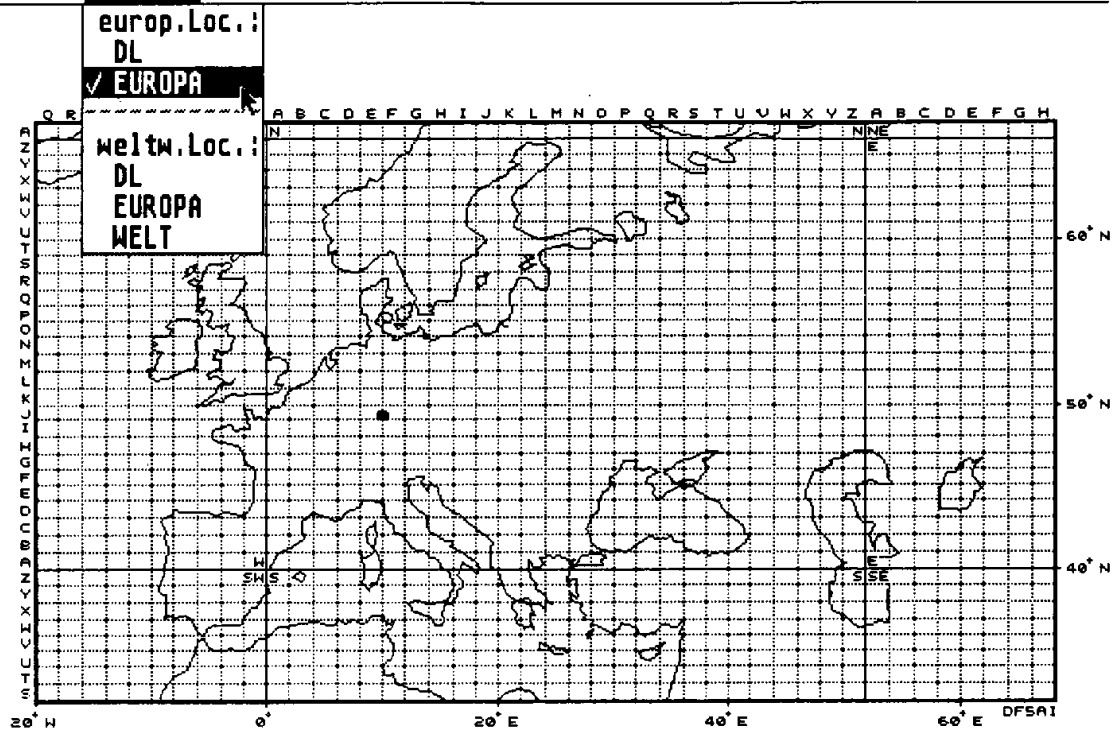 europ.Loc.:
DL
✓ EUROPA
weltw.Loc.:
DL
EUROPA
WELT
Q R A B C D E F G H I J K L M N O P Q R S T U V W X Y Z A B C D E F G H
A
Z
Y
X
W
V
U
T
S
R
Q
P
O
N
M
L
K
J
I
H
G
F
E
D
C
B
A
Z
Y
X
W
V
U
T
S
N
N NE
E
60° N
50° N
W
E
SW S
S SE
40° N
20° W 0° 20° E 40° E 60° E
DF5AI